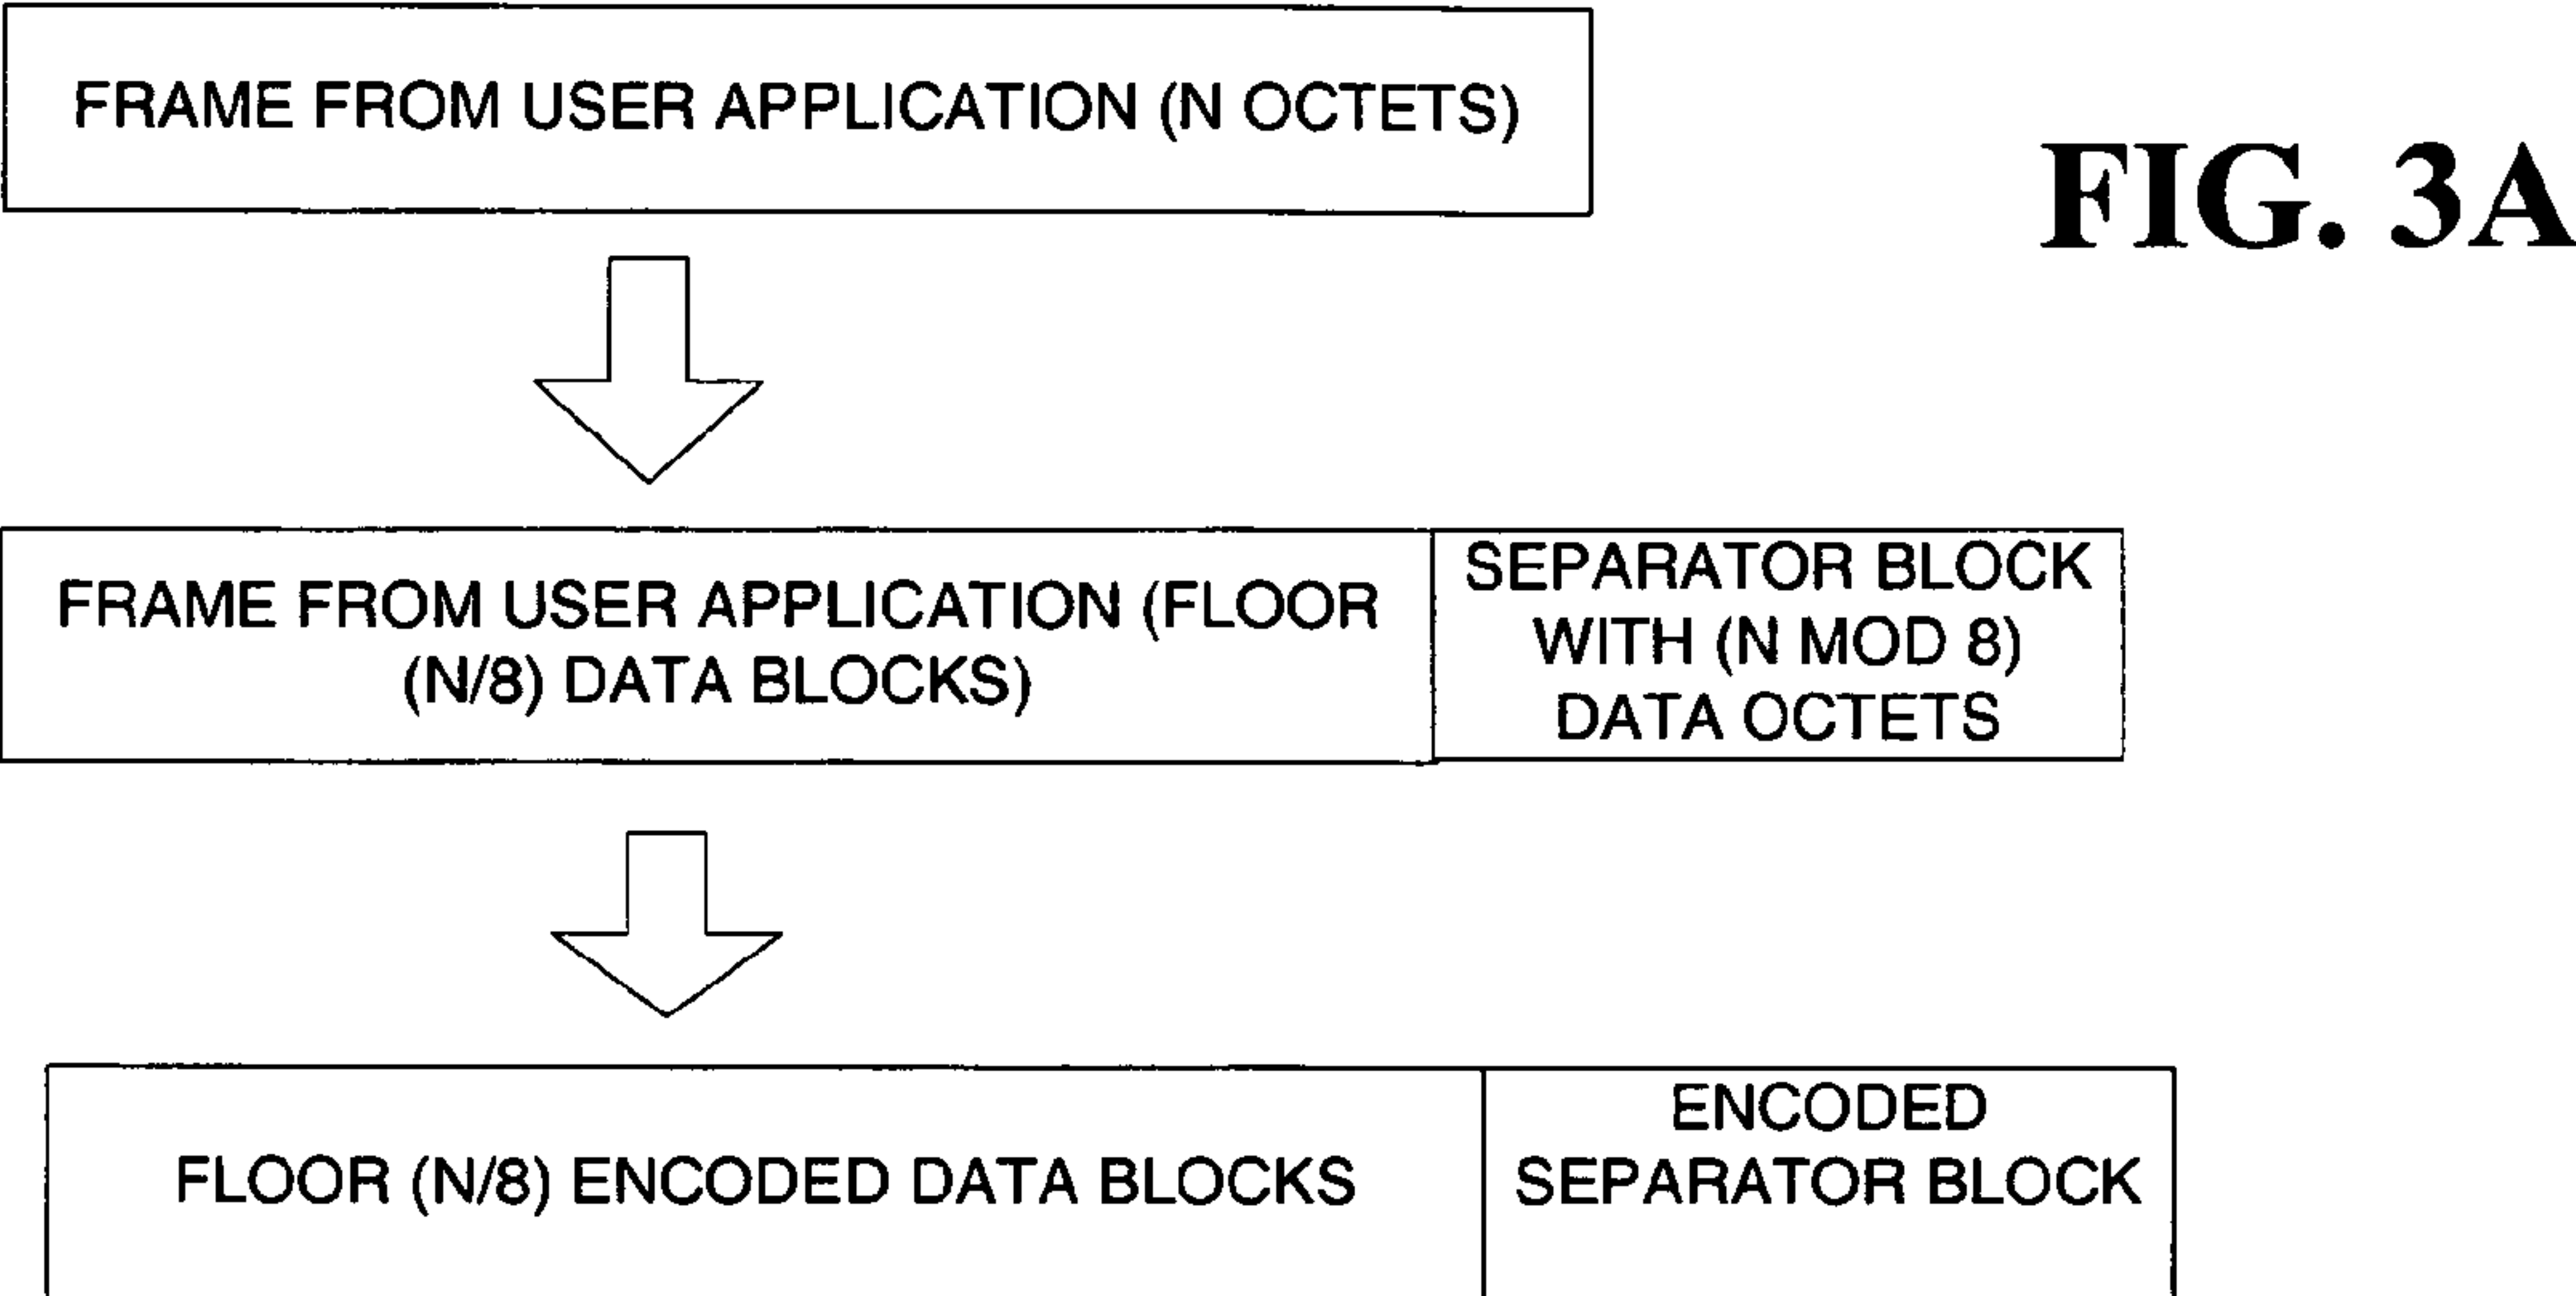 FRAME FROM USER APPLICATION (N OCTETS)
FIG. 3A
FRAME FROM USER APPLICATION (FLOOR
(N/8) DATA BLOCKS)
SEPARATOR BLOCK
WITH (N MOD 8)
DATA OCTETS
FLOOR (N/8) ENCODED DATA BLOCKS
ENCODED
SEPARATOR BLOCK